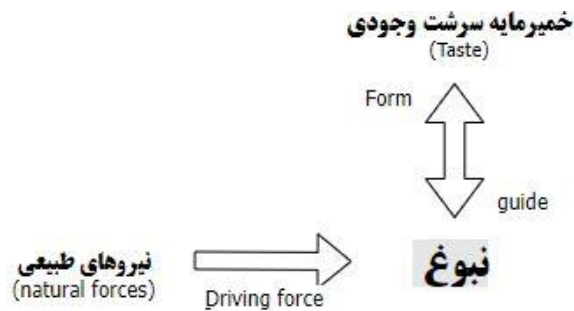 خمیرمایه سرشت وجودی
(Taste)
Form
guide
نبوغ
نیروهای طبیعی
(natural forces)
Driving force